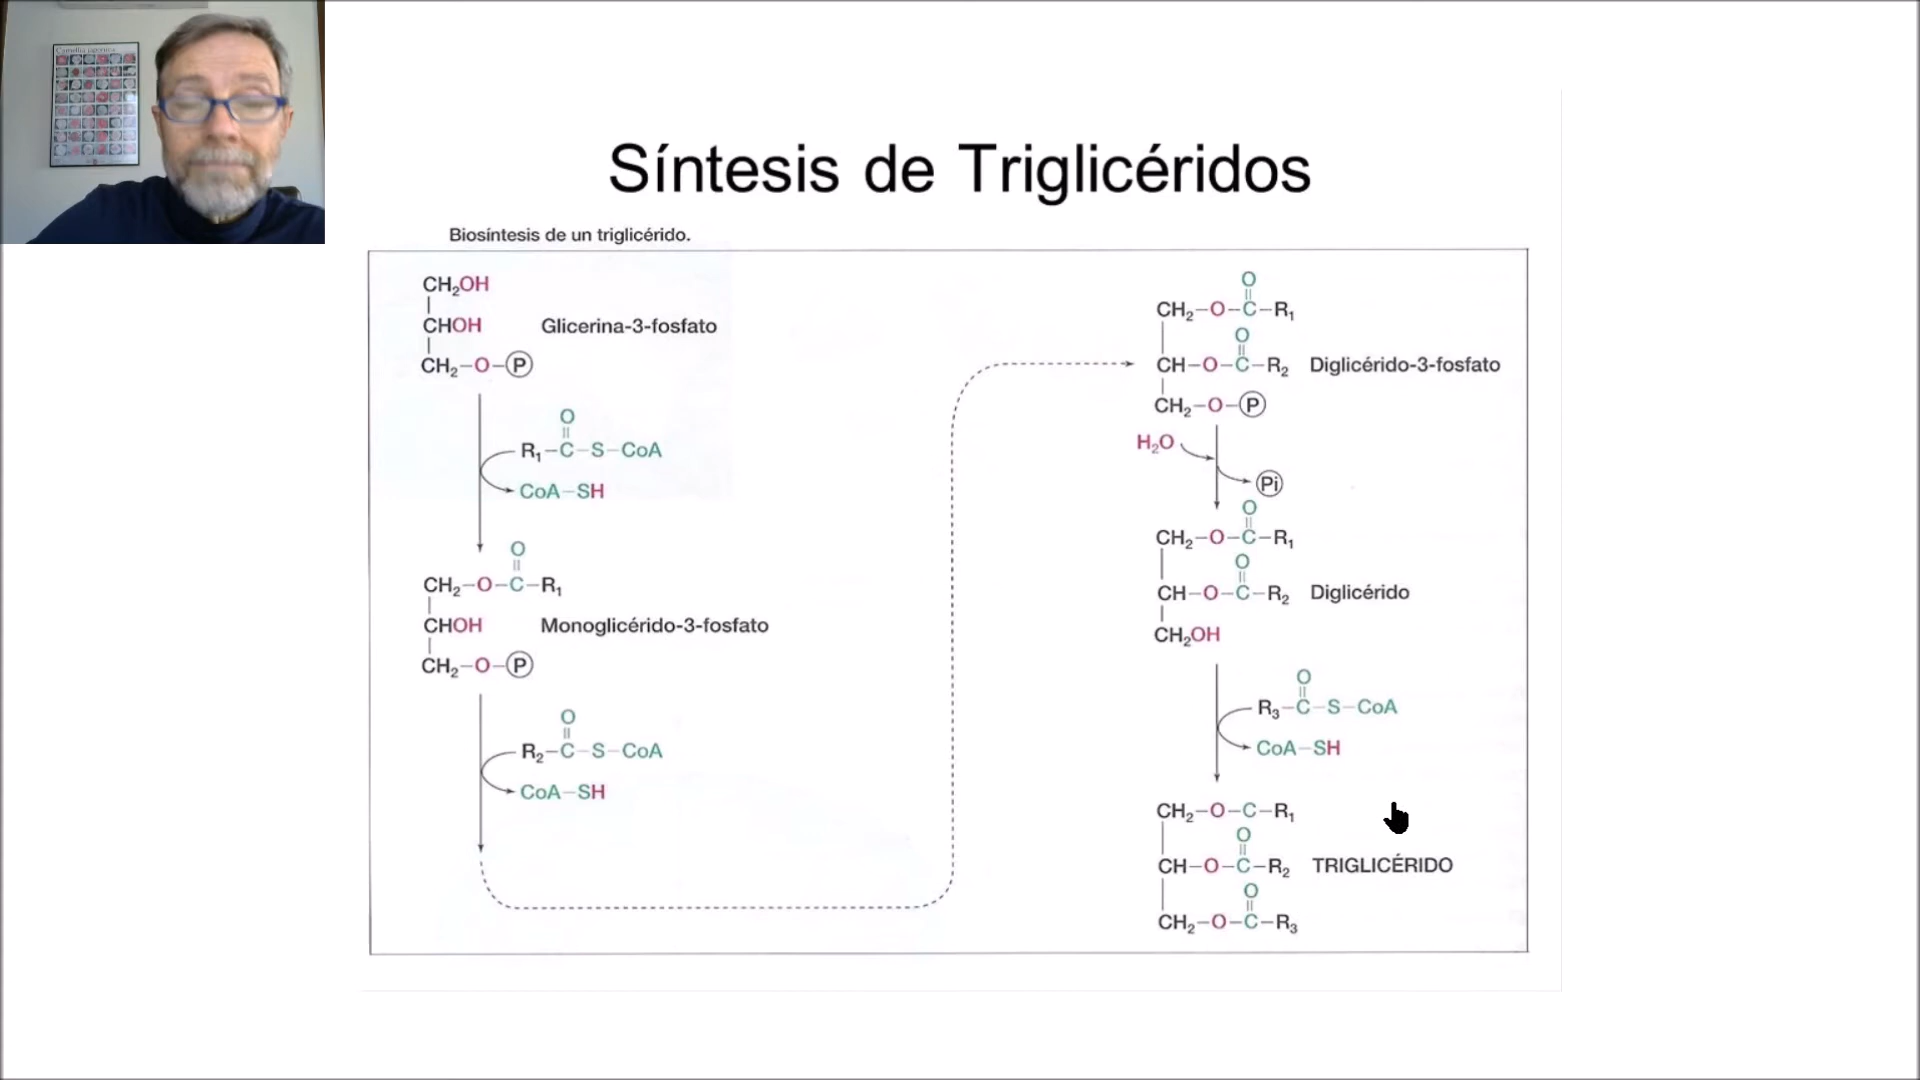 Camellia japonica
Síntesis de Triglicéridos
Biosíntesis de un triglicérido.
CH₂OH
CHOH Glicerina-3-fosfato
CH₂–O–P
O
R₁–C–S–CoA
CoA–SH
O
CH₂–O–C–R₁
CHOH Monoglicérido-3-fosfato
CH₂–O–P
O
R₂–C–S–CoA
CoA–SH
O
CH₂–O–C–R₁
O
CH–O–C–R₂ Diglicérido-3-fosfato
CH₂–O–P
H₂O
Pi
O
CH₂–O–C–R₁
O
CH–O–C–R₂ Diglicérido
CH₂OH
O
R₃–C–S–CoA
CoA–SH
CH₂–O–C–R₁
O
CH–O–C–R₂ TRIGLICÉRIDO
O
CH₂–O–C–R₃